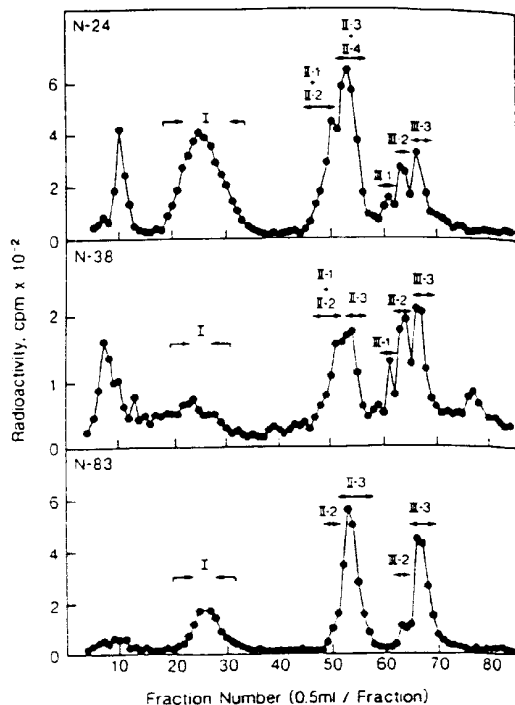 N-24
II-3
+
II-4
II-1
+
II-2
I
III-1
III-2
III-3
6
4
2
0
N-38
II-1
+
II-2
II-3
I
III-1
III-2
III-3
2
1
0
N-83
II-2
II-3
I
III-2
III-3
6
4
2
0
10 20 30 40 50 60 70 80
Radioactivity, cpm x 10⁻²
Fraction Number (0.5ml / Fraction)